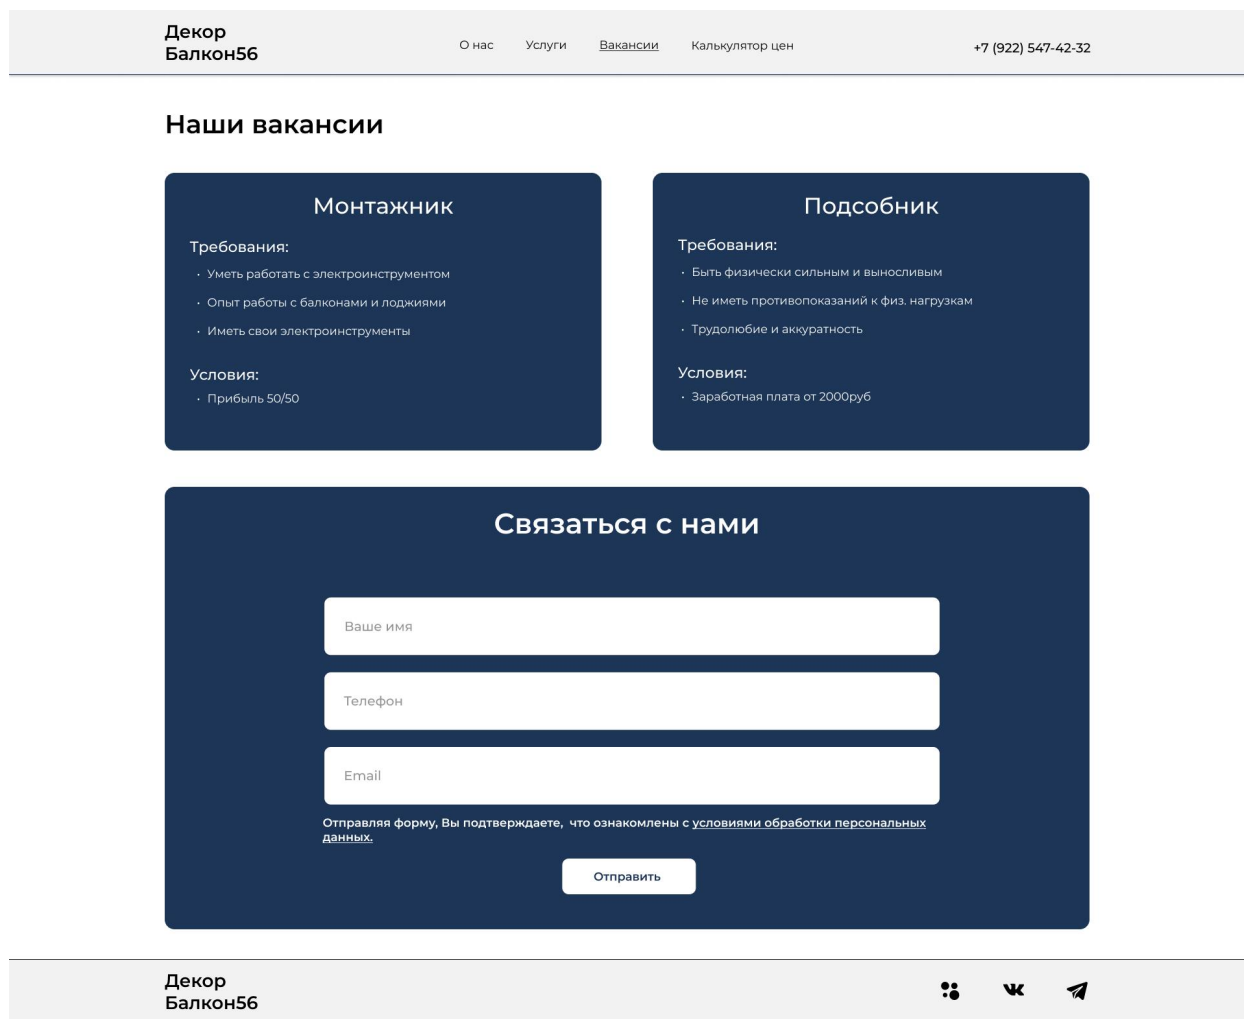 Декор
Балкон56
О нас
Услуги
Вакансии
Калькулятор цен
+7 (922) 547-42-32
Наши вакансии
Монтажник
Требования:
• Уметь работать с электроинструментом
• Опыт работы с балконами и лоджиями
• Иметь свои электроинструменты
Условия:
• Прибыль 50/50
Подсобник
Требования:
• Быть физически сильным и выносливым
• Не иметь противопоказаний к физ. нагрузкам
• Трудолюбие и аккуратность
Условия:
• Заработная плата от 2000руб
Связаться с нами
Ваше имя
Телефон
Email
Отправляя форму, Вы подтверждаете, что ознакомлены с условиями обработки персональных
данных.
Отправить
Декор
Балкон56